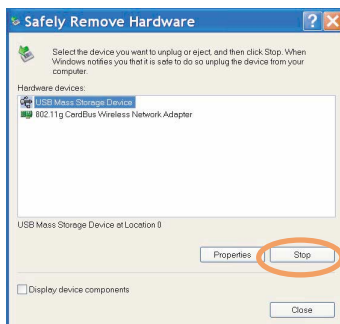 Safely Remove Hardware
Select the device you want to unplug or eject, and then click Stop. When
Windows notifies you that it is safe to do so unplug the device from your
computer.
Hardware devices:
USB Mass Storage Device
802.11g CardBus Wireless Network Adapter
USB Mass Storage Device at Location 0
Properties
Stop
Display device components
Close